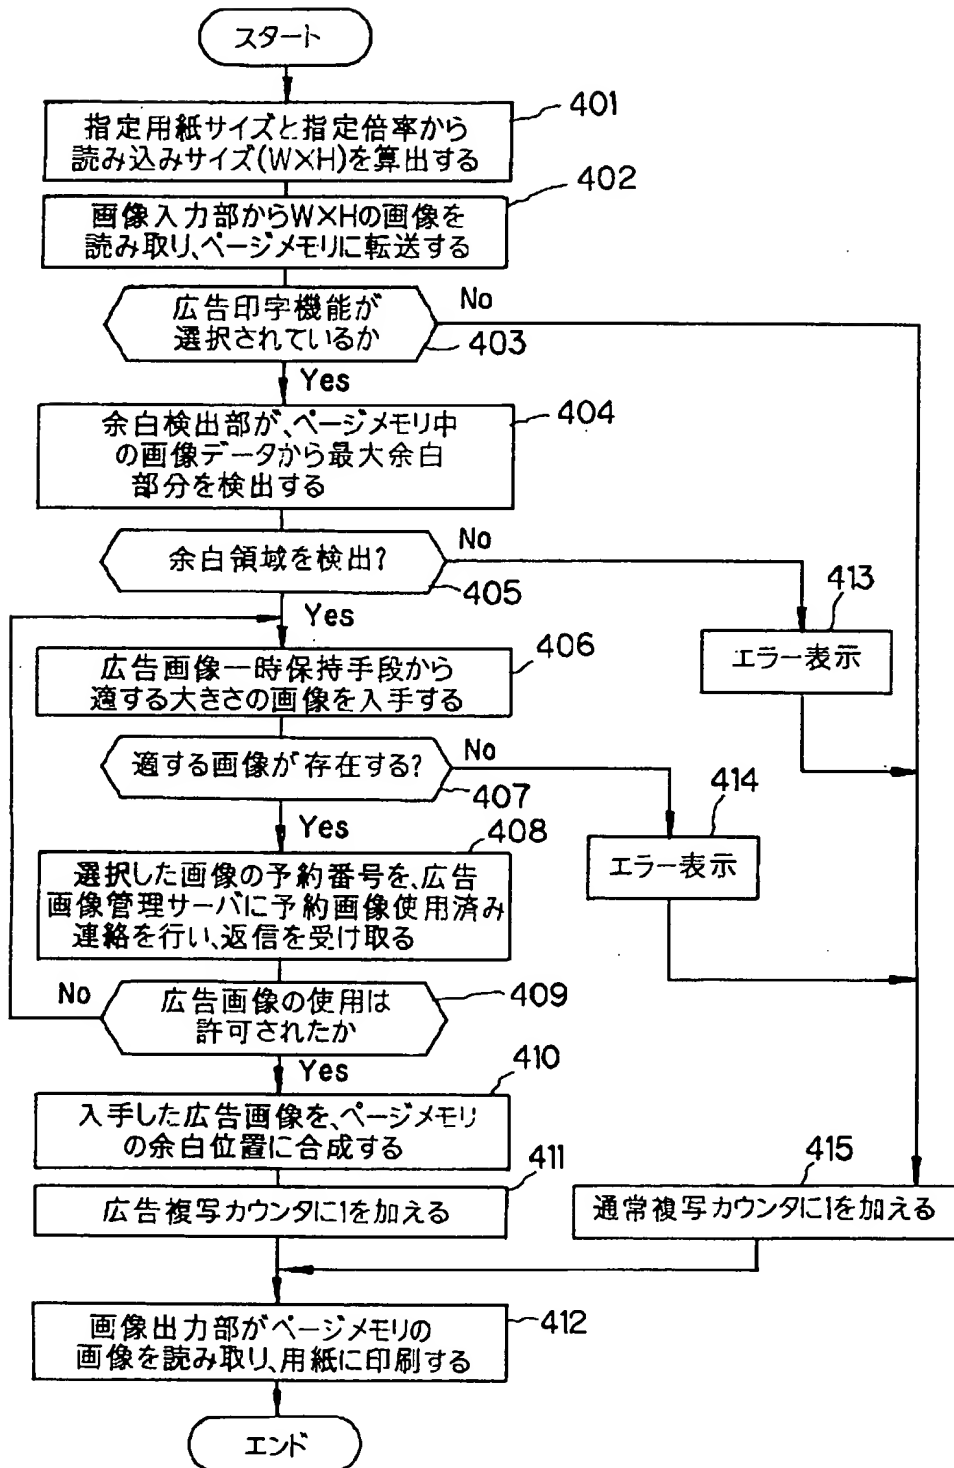 スタート
401
指定用紙サイズと指定倍率から
読み込みサイズ(W×H)を算出する
402
画像入力部からW×Hの画像を
読み取り、ページメモリに転送する
広告印字機能が
選択されているか
No
403
Yes
404
余白検出部が、ページメモリ中
の画像データから最大余白
部分を検出する
余白領域を検出?
No
405
Yes
413
エラー表示
406
広告画像一時保持手段から
適する大きさの画像を入手する
適する画像が存在する?
No
407
Yes
414
エラー表示
408
選択した画像の予約番号を、広告
画像管理サーバに予約画像使用済み
連絡を行い、返信を受け取る
No
広告画像の使用は
許可されたか
409
Yes
410
入手した広告画像を、ページメモリ
の余白位置に合成する
411
広告複写カウンタに1を加える
415
通常複写カウンタに1を加える
画像出力部がページメモリの
画像を読み取り、用紙に印刷する
412
エンド